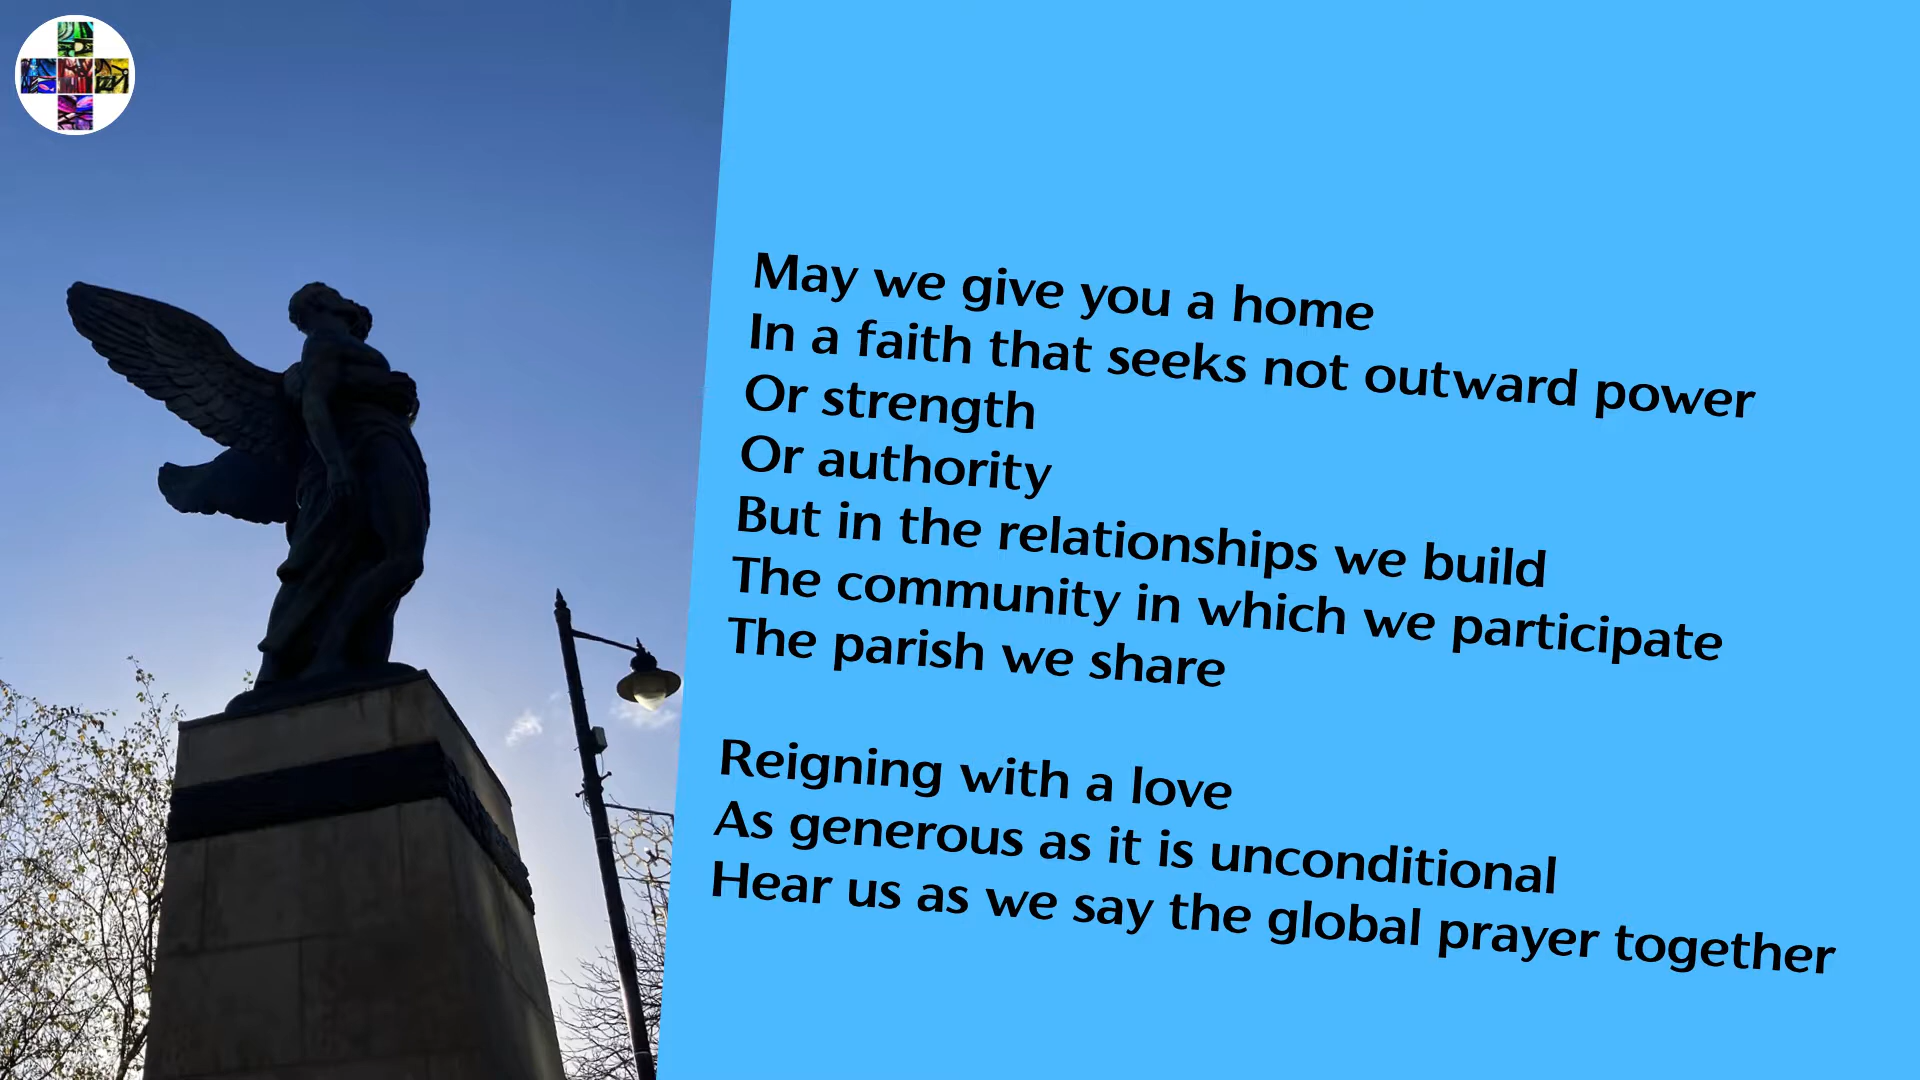 May we give you a home
In a faith that seeks not outward power
Or strength
Or authority
But in the relationships we build
The community in which we participate
The parish we share
Reigning with a love
As generous as it is unconditional
Hear us as we say the global prayer together